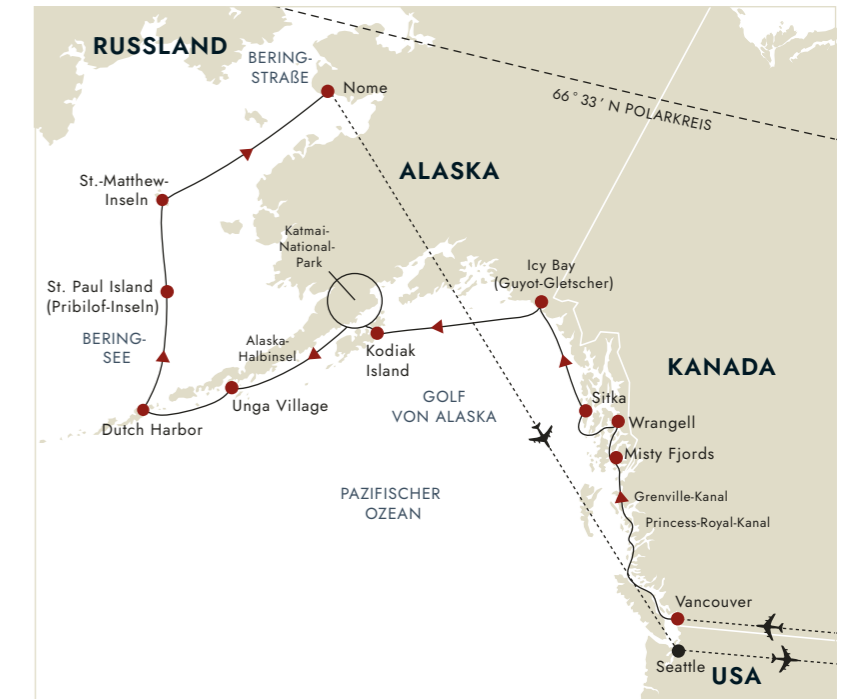 RUSSLAND
BERING-
STRAßE
Nome
66°33´ N POLARKREIS
ALASKA
St.-Matthew-
Inseln
Katmai-
National-
Park
Icy Bay
(Guyot-Gletscher)
St. Paul Island
(Pribilof-Inseln)
BERING-
SEE
Alaska-
Halbinsel
Kodiak
Island
KANADA
GOLF
VON ALASKA
Sitka
Unga Village
Wrangell
Dutch Harbor
Misty Fjords
PAZIFISCHER
OZEAN
Grenville-Kanal
Princess-Royal-Kanal
Vancouver
Seattle
USA